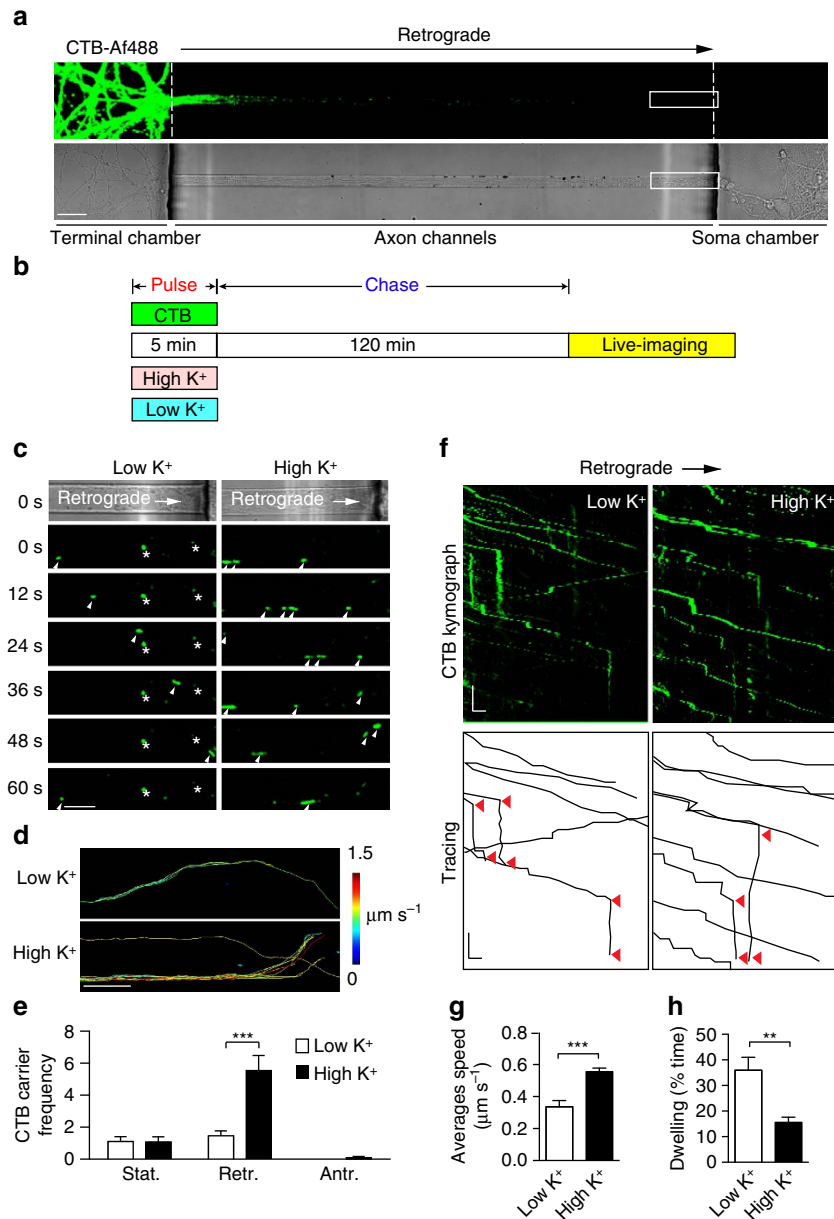 a
CTB-Af488
Retrograde
Terminal chamber
Axon channels
Soma chamber
b
Pulse
Chase
CTB
5 min
120 min
Live-imaging
High K⁺
Low K⁺
c
Low K⁺
High K⁺
0 s
Retrograde
Retrograde
0 s
*
*
12 s
*
*
24 s
*
*
36 s
*
*
48 s
*
*
60 s
*
*
d
Low K⁺
High K⁺
1.5
μm s⁻¹
0
e
CTB carrier
frequency
8
6
4
2
0
***
Low K⁺
High K⁺
Stat.
Retr.
Antr.
f
Retrograde
Low K⁺
High K⁺
CTB kymograph
Tracing
g
Averages speed
(μm s⁻¹)
0.8
0.6
0.4
0.2
0.0
***
Low K⁺
High K⁺
h
Dwelling (% time)
50
40
30
20
10
0
**
Low K⁺
High K⁺